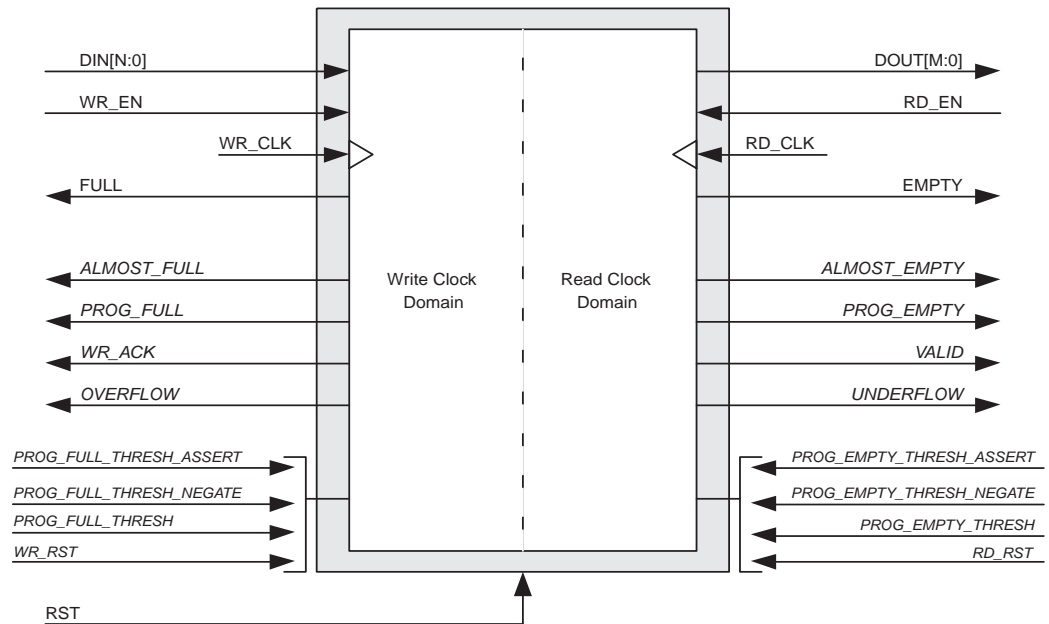 DIN[N:0]
DOUT[M:0]
WR_EN
RD_EN
WR_CLK
RD_CLK
FULL
EMPTY
ALMOST_FULL
Write Clock
Domain
Read Clock
Domain
ALMOST_EMPTY
PROG_FULL
PROG_EMPTY
WR_ACK
VALID
OVERFLOW
UNDERFLOW
PROG_FULL_THRESH_ASSERT
PROG_EMPTY_THRESH_ASSERT
PROG_FULL_THRESH_NEGATE
PROG_EMPTY_THRESH_NEGATE
PROG_FULL_THRESH
PROG_EMPTY_THRESH
WR_RST
RD_RST
RST